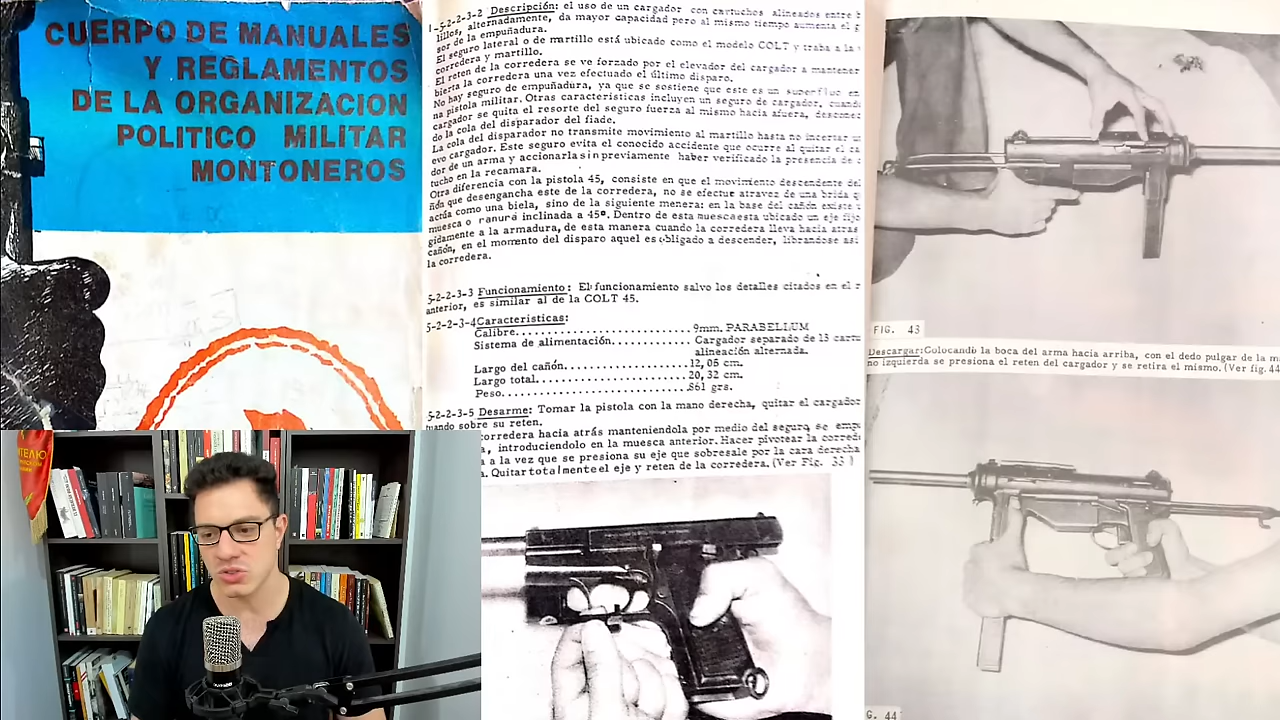 CUERPO DE MANUALES
Y REGLAMENTOS
DE LA ORGANIZACION
POLITICO MILITAR
MONTONEROS
Descripción: el uso de un cargador con cartuchos alineados entre
llos, alternadamente, da mayor capacidad pero al mismo tiempo aumenta el
sor de la empuñadura.
El seguro lateral o de martillo está ubicado como el modelo COLT y traba a la
corredera y martillo.
El reten de la corredera se ve forzado por el elevador del cargador a mantener
bierta la corredera una vez efectuado el último disparo.
No hay seguro de empuñadura, ya que se sostiene que este es un superfluo en
na pistola militar. Otras características incluyen un seguro de cargador, cuando
cargador se quita el resorte del seguro fuerza al mismo hacia afuera,
do la cola del disparador del fiade.
La cola del disparador no transmite movimiento al martillo hasta no
evo cargador. Este seguro evita el conocido accidente que ocurre al quitar el
dor de un arma y accionarla sin previamente haber verificado la presencia de
tucho en la recamara.
Otra diferencia con la pistola 45, consiste en que el movimiento descendente del
que desengancha este de la corredera, no se efectur atravez de una brida
actúa como una biela, sino de la siguiente menera: en la base del cañón existe
muesca o ranura inclinada a 45º. Dentro de esta muesca esta ubicado un eje fijo
gidamente a la armadura, de esta manera cuando la corredera lleva hacia atras
cañón, en el momento del disparo aquel es obligado a descender, librandose así
la corredera.
5-2-2-3-3 Funcionamiento: El funcionamiento salvo los detalles citados en el
anterior, es similar al de la COLT 45.
5-2-2-3-4 Características:
Calibre......................9mm. PARABELLUM
Sistema de alimentación............Cargador separado de 13
alineación alternada.
Largo del cañón.......................12, 05 cm.
Largo total..........................20, 32 cm.
Peso.................................861 grs.
5-2-2-3-5 Desarme: Tomar la pistola con la mano derecha, quitar el cargador
tuando sobre su reten.
corredera hacia atrás manteniendola por medio del seguro, se
a, introduciendolo en la muesca anterior. Hacer pivotear la
a a la vez que se presiona su eje que sobresale por la cara derecha
. Quitar totalmente el eje y reten de la corredera. (Ver Fig. 33 )
FIG. 43
Descargar: Colocando la boca del arma hacia arriba, con el dedo pulgar de la
no izquierda se presiona el reten del cargador y se retira el mismo. (Ver fig. 44
G. 44